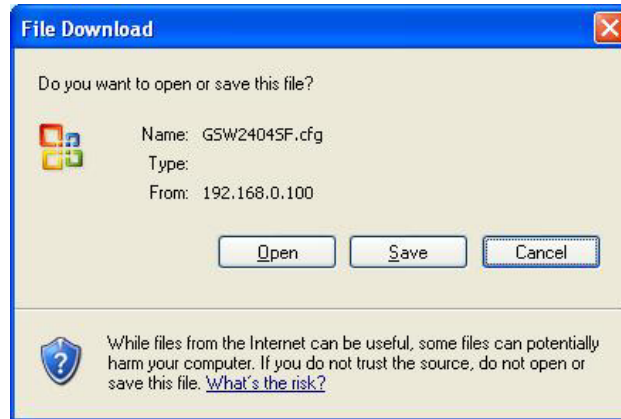 File Download
Do you want to open or save this file?
Name: GSW2404SF.cfg
Type:
From: 192.168.0.100
Open Save Cancel
While files from the Internet can be useful, some files can potentially
harm your computer. If you do not trust the source, do not open or
save this file. What's the risk?